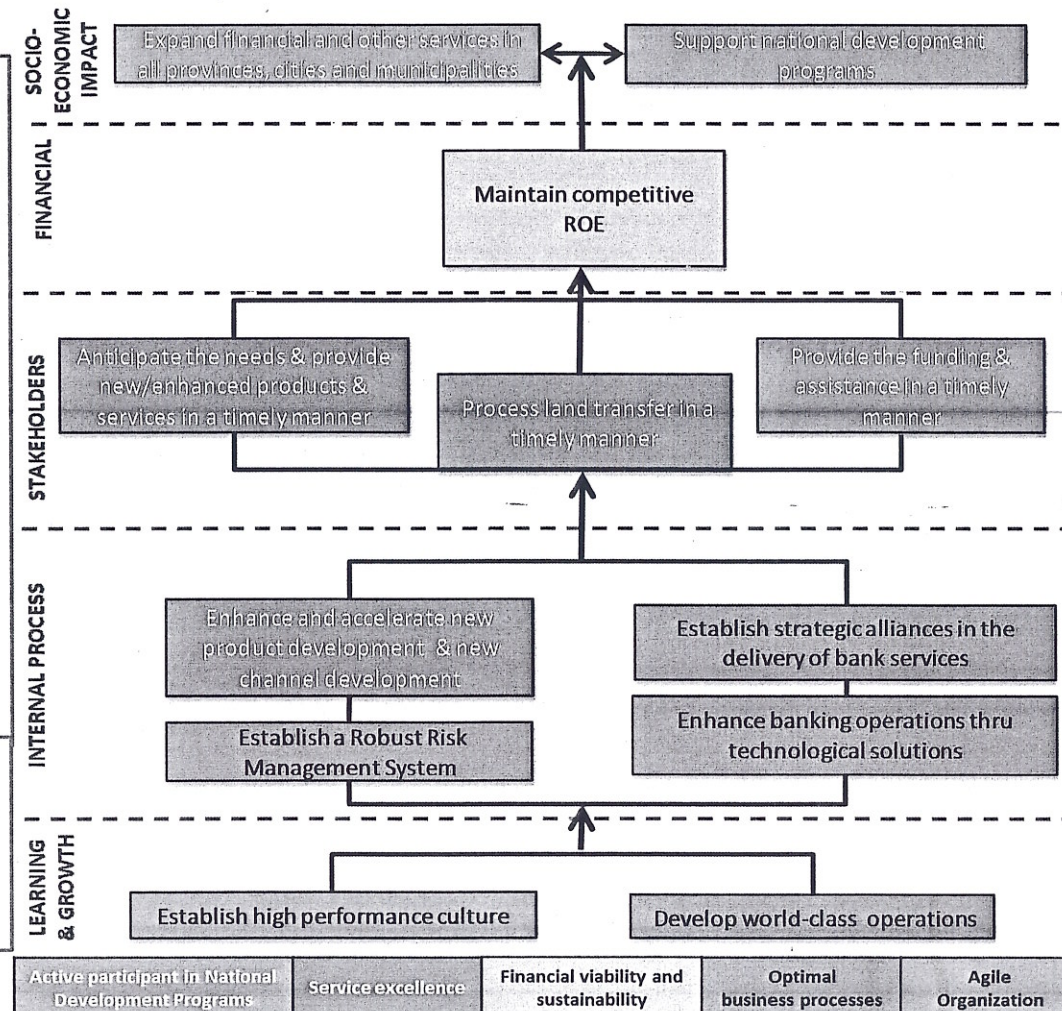 SOCIO-
ECONOMIC
IMPACT
Expand financial and other services in
all provinces, cities and municipalities
Support national development
programs
FINANCIAL
Maintain competitive
ROE
STAKEHOLDERS
Anticipate the needs & provide
new/enhanced products &
services in a timely manner
Process land transfer in a
timely manner
Provide the funding &
assistance in a timely
manner
INTERNAL PROCESS
Enhance and accelerate new
product development & new
channel development
Establish strategic alliances in the
delivery of bank services
Establish a Robust Risk
Management System
Enhance banking operations thru
technological solutions
LEARNING
& GROWTH
Establish high performance culture
Develop world-class operations
Active participant in National
Development Programs
Service excellence
Financial viability and
sustainability
Optimal
business processes
Agile
Organization